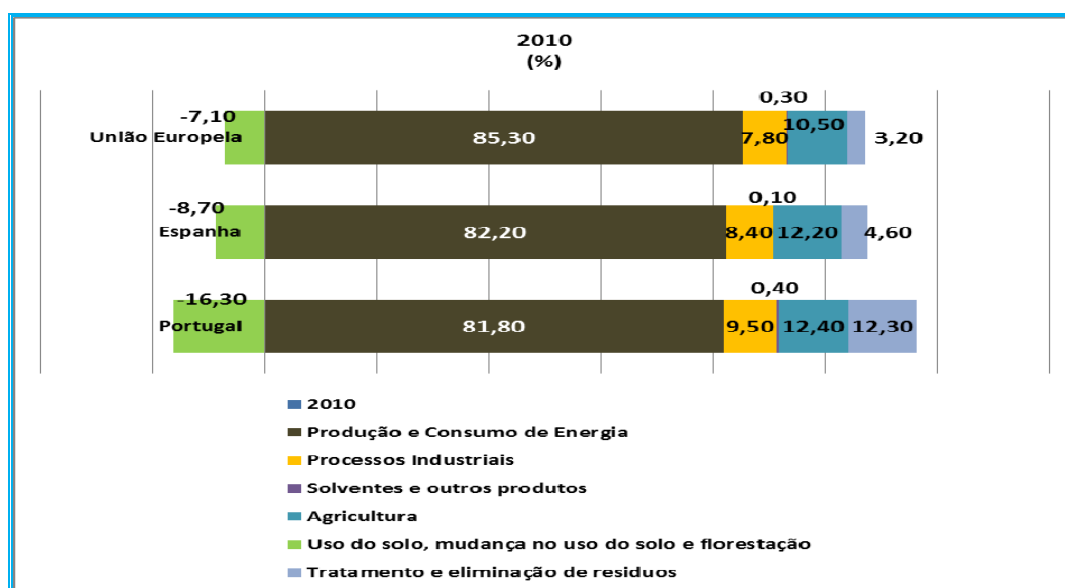 2010
(%)
0,30
-7,10
10,50
União Europela
85,30
7,80
3,20
0,10
-8,70
Espanha
82,20
8,40
12,20
4,60
0,40
-16,30
Portugal
81,80
9,50
12,40
12,30
2010
Produção e Consumo de Energia
Processos Industriais
Solventes e outros produtos
Agricultura
Uso do solo, mudança no uso do solo e florestação
Tratamento e eliminação de residuos